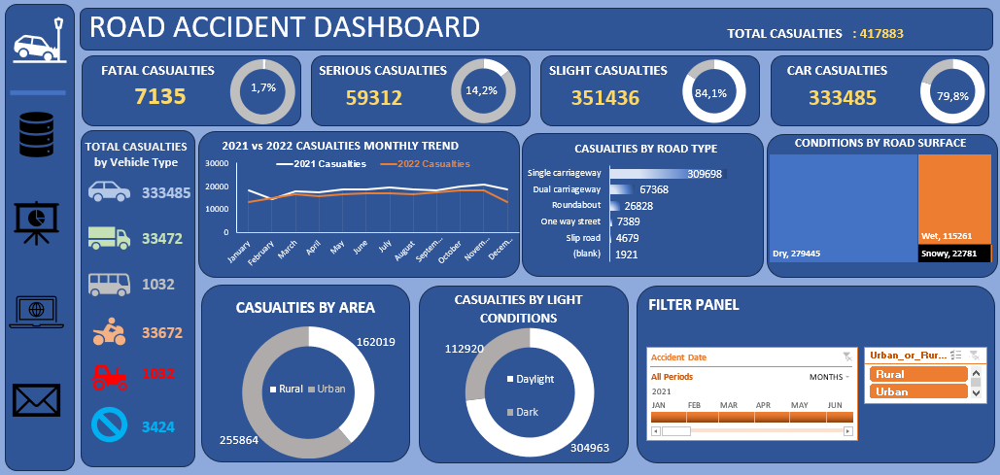 ROAD ACCIDENT DASHBOARD
TOTAL CASUALTIES : 417883
FATAL CASUALTIES
7135
1,7%
SERIOUS CASUALTIES
59312
14,2%
SLIGHT CASUALTIES
351436
84,1%
CAR CASUALTIES
333485
79,8%
TOTAL CASUALTIES
by Vehicle Type
333485
33472
1032
33672
1032
3424
2021 vs 2022 CASUALTIES MONTHLY TREND
2021 Casualties
2022 Casualties
30000
20000
10000
0
January
February
March
April
May
June
July
August
Septem...
October
Novem...
Decem...
CASUALTIES BY ROAD TYPE
Single carriageway 309698
Dual carriageway 67368
Roundabout 26828
One way street 7389
Slip road 4679
(blank) 1921
CONDITIONS BY ROAD SURFACE
Dry, 279445
Wet, 115261
Snowy, 22781
CASUALTIES BY AREA
162019
Rural Urban
255864
CASUALTIES BY LIGHT
CONDITIONS
112920
Daylight
Dark
304963
FILTER PANEL
Accident Date
All Periods MONTHS
2021
JAN FEB MAR APR MAY JUN
Urban_or_Rur...
Rural
Urban